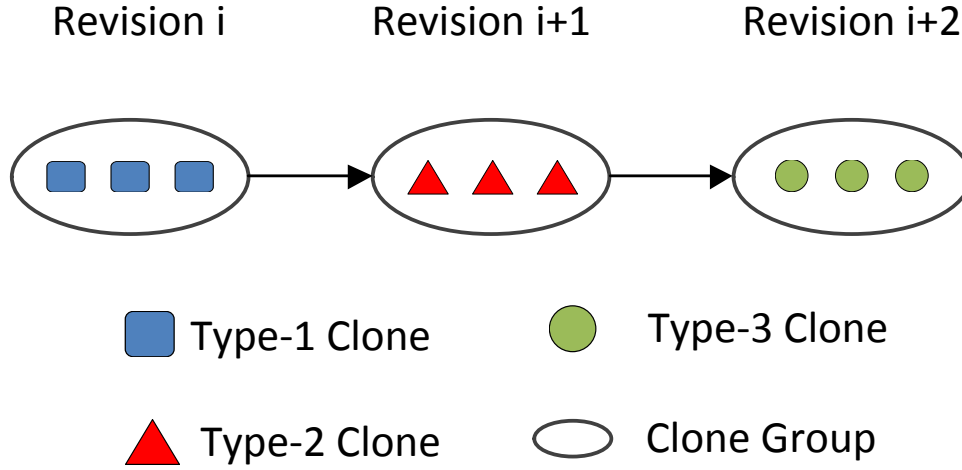 Revision i Revision i+1 Revision i+2
Type-1 Clone Type-3 Clone
Type-2 Clone Clone Group